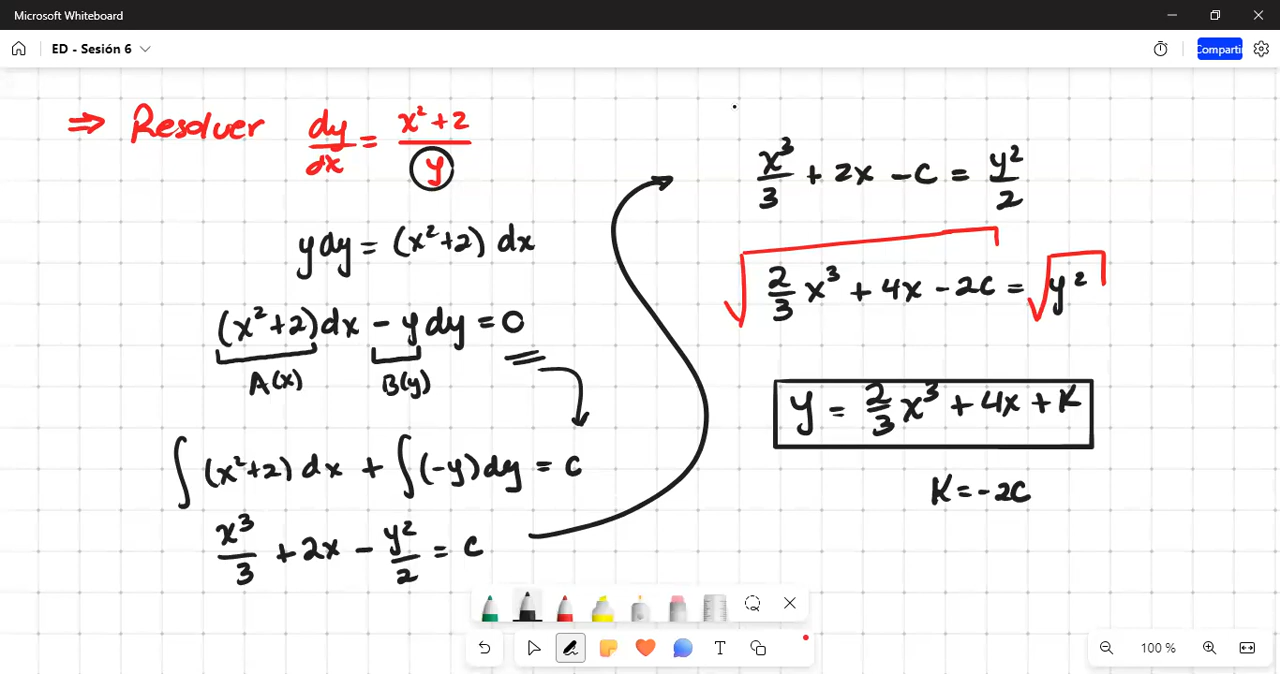 Microsoft Whiteboard
ED - Sesión 6
Comparti
⇒ Resolver dy/dx = (x²+2)/y
y dy = (x²+2) dx
(x²+2)dx - y dy = 0
A(x) B(y)
∫(x²+2) dx + ∫(-y) dy = c
x³/3 + 2x - y²/2 = c
x³/3 + 2x - C = y²/2
√(2/3 x³ + 4x - 2C) = √y²
y = 2/3 x³ + 4x + K
K = -2C
T
100 %